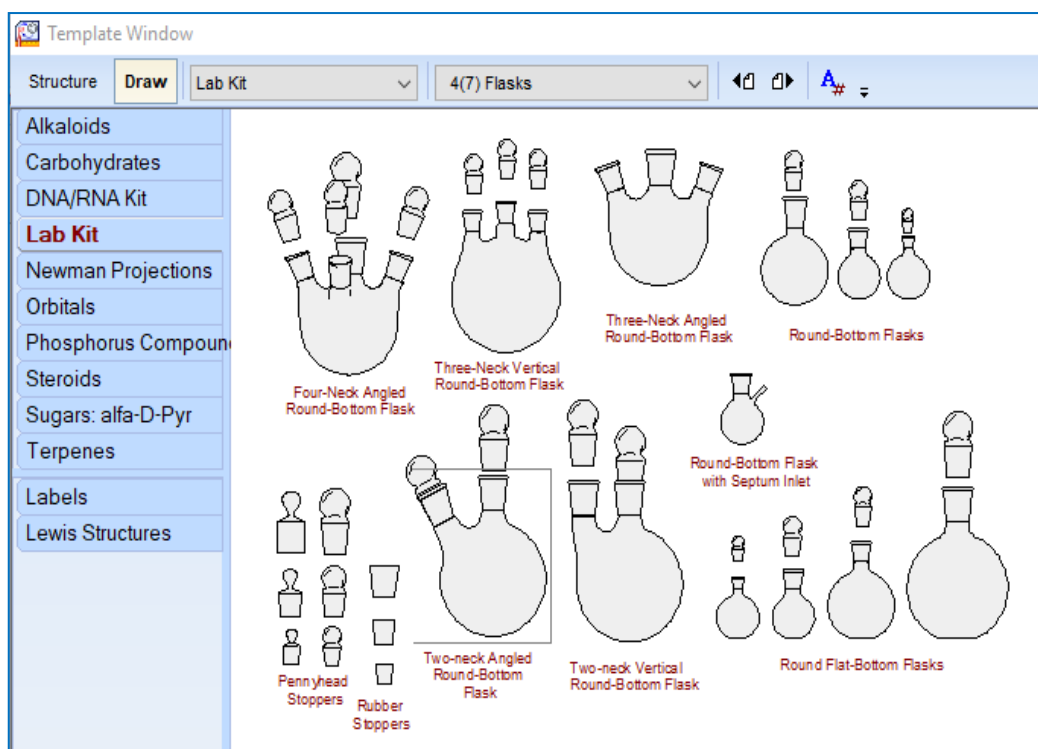 Template Window
Structure Draw Lab Kit 4(7) Flasks A#
Alkaloids
Carbohydrates
DNA/RNA Kit
Lab Kit
Newman Projections
Orbitals
Phosphorus Compoun
Steroids
Sugars: alfa-D-Pyr
Terpenes
Labels
Lewis Structures
Four-Neck Angled
Round-Bottom Flask
Three-Neck Vertical
Round-Bottom Flask
Three-Neck Angled
Round-Bottom Flask
Round-Bottom Flasks
Round-Bottom Flask
with Septum Inlet
Pennyhead
Stoppers
Rubber
Stoppers
Two-neck Angled
Round-Bottom
Flask
Two-neck Vertical
Round-Bottom Flask
Round Flat-Bottom Flasks